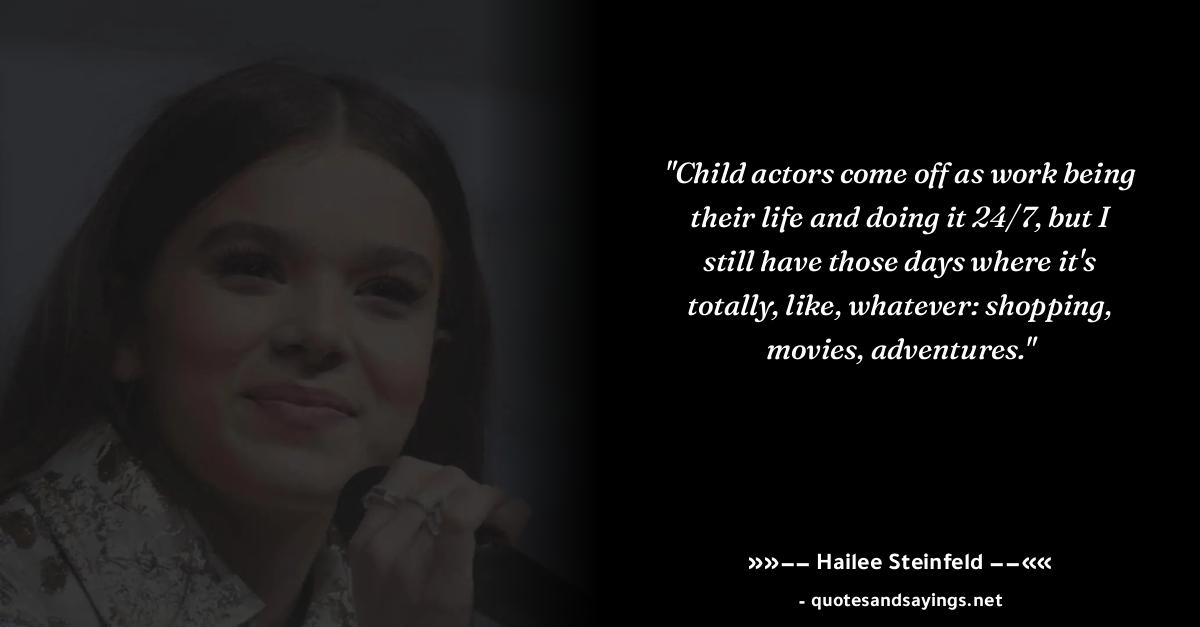 "Child actors come off as work being
their life and doing it 24/7, but I
still have those days where it's
totally, like, whatever: shopping,
movies, adventures."
»»−− Hailee Steinfeld −−««
- quotesandsayings.net